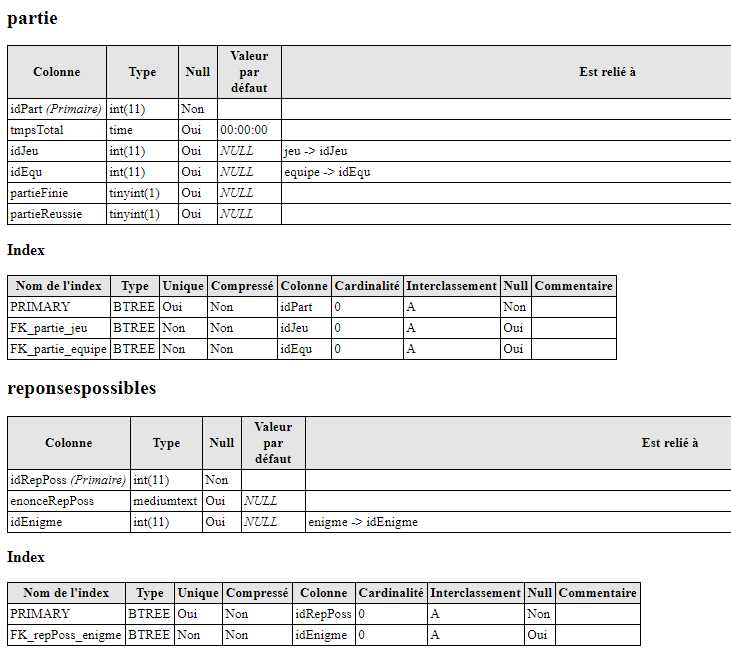 partie
Colonne Type Null Valeur par défaut Est relié à
idPart (Primaire) int(11) Non
tmpsTotal time Oui 00:00:00
idJeu int(11) Oui NULL jeu -> idJeu
idEqu int(11) Oui NULL equipe -> idEqu
partieFinie tinyint(1) Oui NULL
partieReussie tinyint(1) Oui NULL
Index
Nom de l'index Type Unique Compressé Colonne Cardinalité Interclassement Null Commentaire
PRIMARY BTREE Oui Non idPart 0 A Non
FK_partie_jeu BTREE Non Non idJeu 0 A Oui
FK_partie_equipe BTREE Non Non idEqu 0 A Oui
reponsespossibles
Colonne Type Null Valeur par défaut Est relié à
idRepPoss (Primaire) int(11) Non
enonceRepPoss mediumtext Oui NULL
idEnigme int(11) Oui NULL enigme -> idEnigme
Index
Nom de l'index Type Unique Compressé Colonne Cardinalité Interclassement Null Commentaire
PRIMARY BTREE Oui Non idRepPoss 0 A Non
FK_repPoss_enigme BTREE Non Non idEnigme 0 A Oui